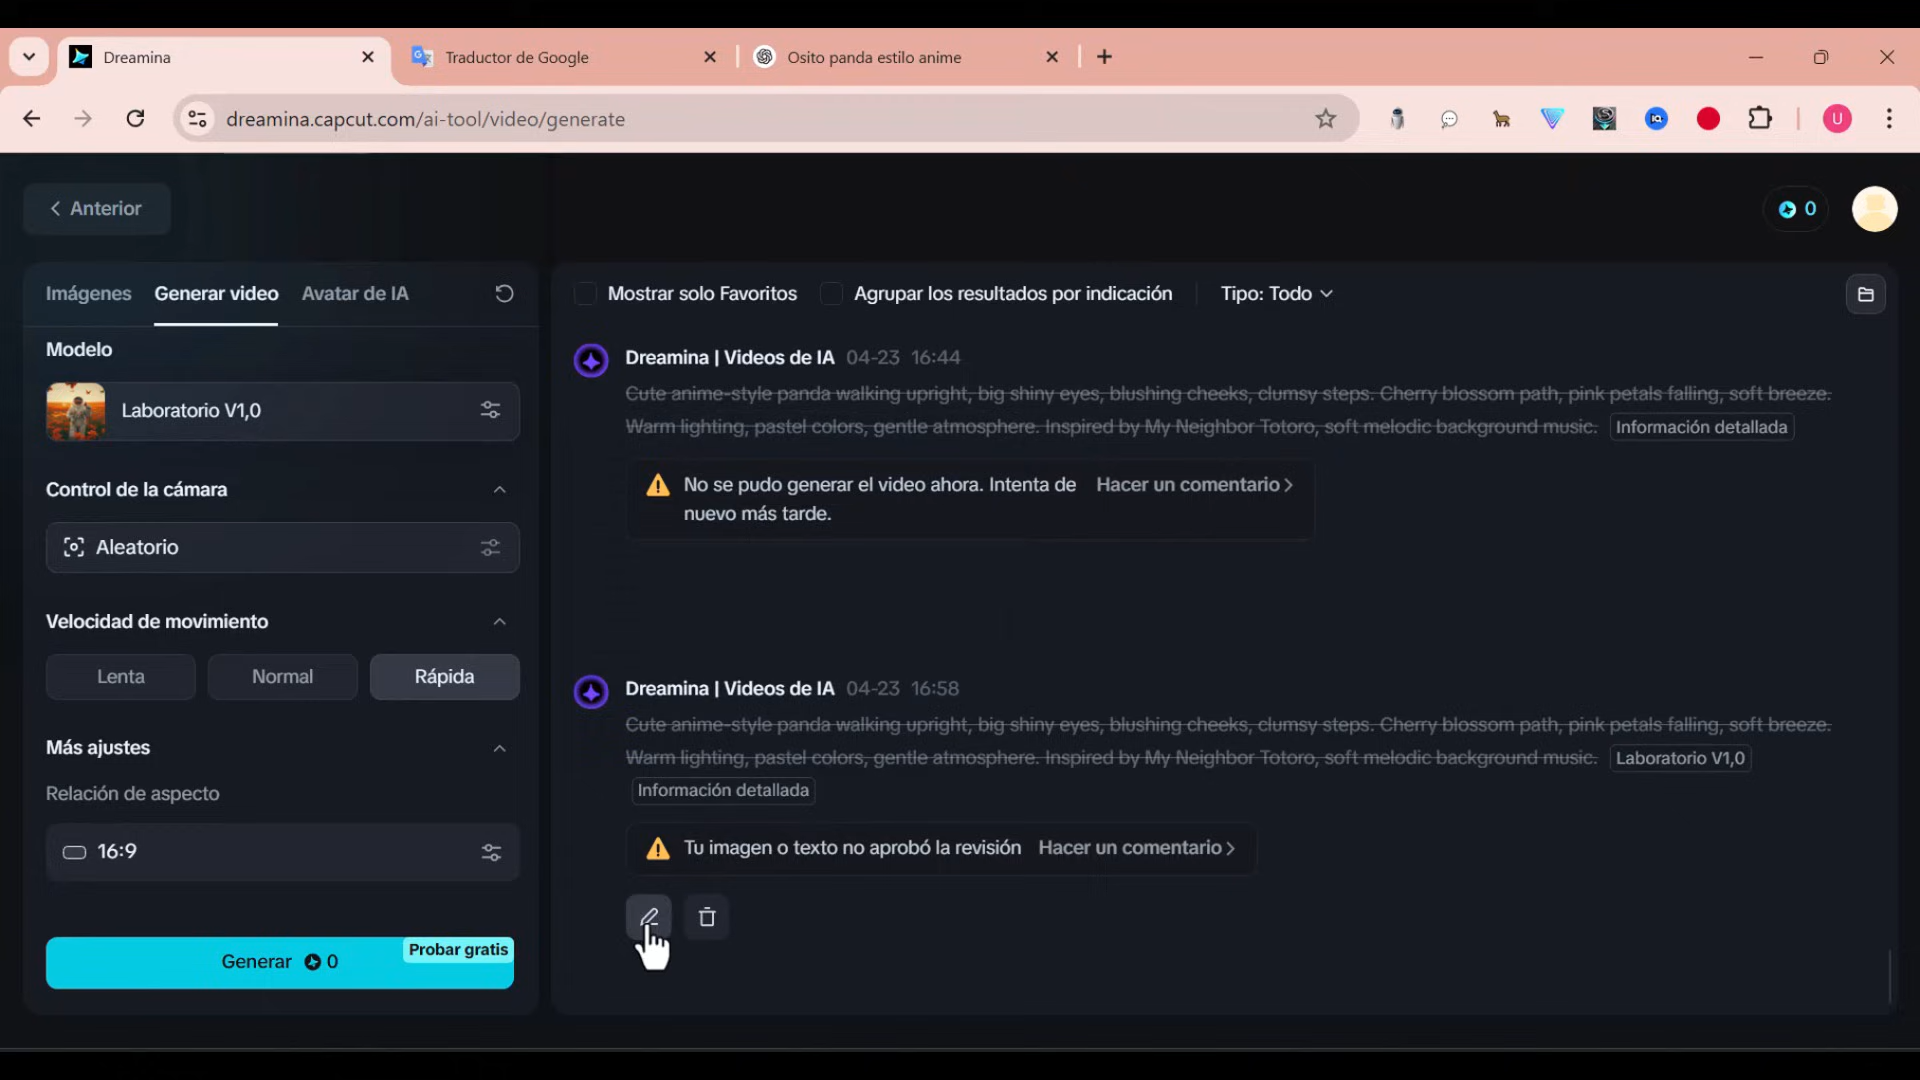 Dreamina
Traductor de Google
Osito panda estilo anime
dreamina.capcut.com/ai-tool/video/generate
U
Anterior
0
Imágenes
Generar video
Avatar de IA
Mostrar solo Favoritos
Agrupar los resultados por indicación
Tipo: Todo
Modelo
Laboratorio V1,0
Control de la cámara
Aleatorio
Velocidad de movimiento
Lenta
Normal
Rápida
Más ajustes
Relación de aspecto
16:9
Generar 0
Probar gratis
Dreamina | Videos de IA 04-23 16:44
Cute anime-style panda walking upright, big shiny eyes, blushing cheeks, clumsy steps. Cherry blossom path, pink petals falling, soft breeze.
Warm lighting, pastel colors, gentle atmosphere. Inspired by My Neighbor Totoro, soft melodic background music. Información detallada
No se pudo generar el video ahora. Intenta de
nuevo más tarde.
Hacer un comentario
Dreamina | Videos de IA 04-23 16:58
Cute anime-style panda walking upright, big shiny eyes, blushing cheeks, clumsy steps. Cherry blossom path, pink petals falling, soft breeze.
Warm lighting, pastel colors, gentle atmosphere. Inspired by My Neighbor Totoro, soft melodic background music. Laboratorio V1,0
Información detallada
Tu imagen o texto no aprobó la revisión Hacer un comentario